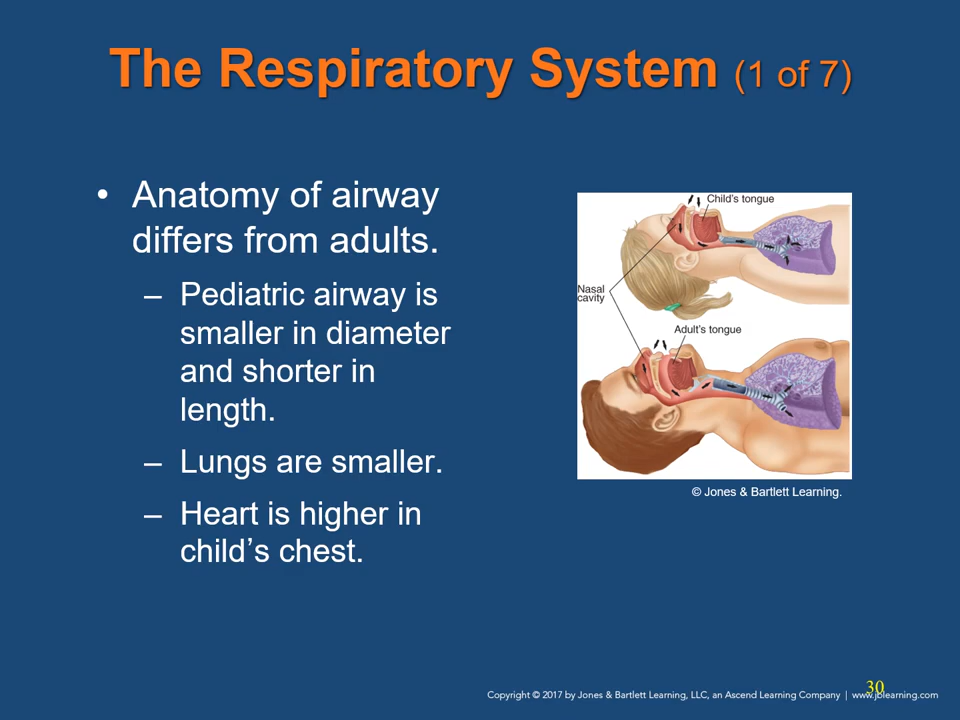 The Respiratory System (1 of 7)
• Anatomy of airway
differs from adults.
– Pediatric airway is
smaller in diameter
and shorter in
length.
– Lungs are smaller.
– Heart is higher in
child’s chest.
Child's tongue
Nasal
cavity
Adult's tongue
© Jones & Bartlett Learning.
30
Copyright © 2017 by Jones & Bartlett Learning, LLC, an Ascend Learning Company | www.jblearning.com